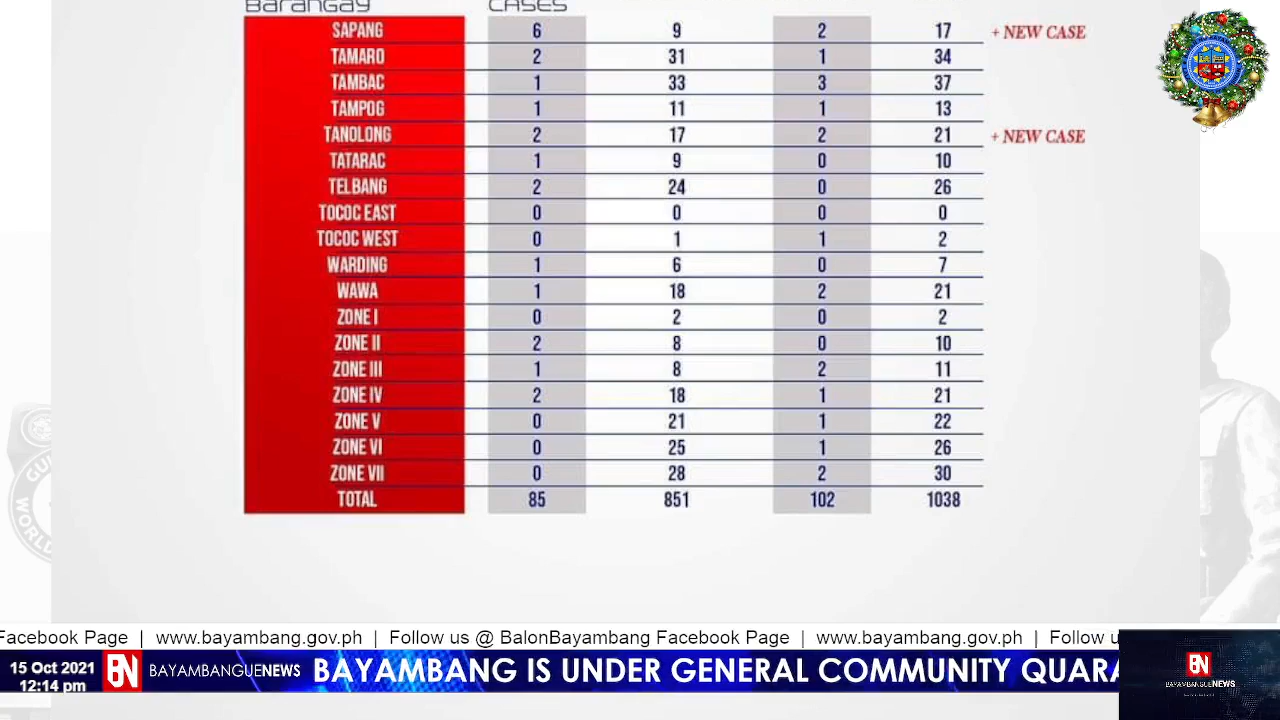 Barangay CASES
SAPANG 6 9 2 17 + NEW CASE
TAMARO 2 31 1 34
TAMBAC 1 33 3 37
TAMPOG 1 11 1 13
TANOLONG 2 17 2 21 + NEW CASE
TATARAC 1 9 0 10
TELBANG 2 24 0 26
TOCOC EAST 0 0 0 0
TOCOC WEST 0 1 1 2
WARDING 1 6 0 7
WAWA 1 18 2 21
ZONE I 0 2 0 2
ZONE II 2 8 0 10
ZONE III 1 8 2 11
ZONE IV 2 18 1 21
ZONE V 0 21 1 22
ZONE VI 0 25 1 26
ZONE VII 0 28 2 30
TOTAL 85 851 102 1038
Facebook Page | www.bayambang.gov.ph | Follow us @ BalonBayambang Facebook Page | www.bayambang.gov.ph | Follow u
15 Oct 2021
12:14 pm
BN BAYAMBANGUENEWS BAYAMBANG IS UNDER GENERAL COMMUNITY QUARA
BN
BAYAMBANGUENEWS